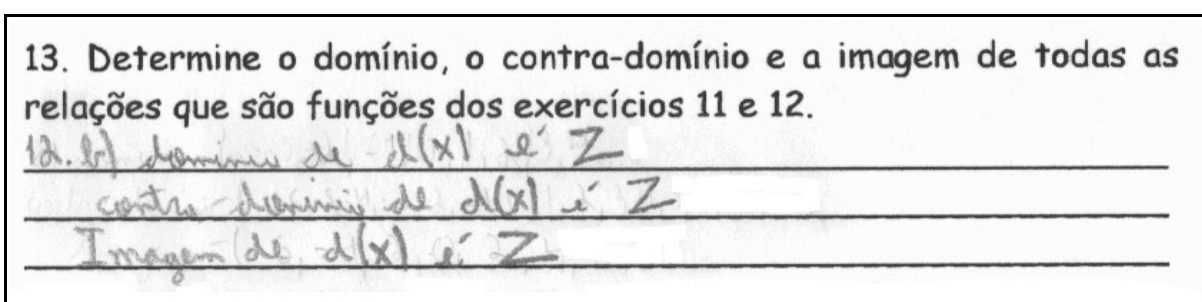 13. Determine o domínio, o contra-domínio e a imagem de todas as
relações que são funções dos exercícios 11 e 12.
12. b) domínio de d(x) é Z
contra-domínio de d(x) é Z
Imagem de d(x) é Z